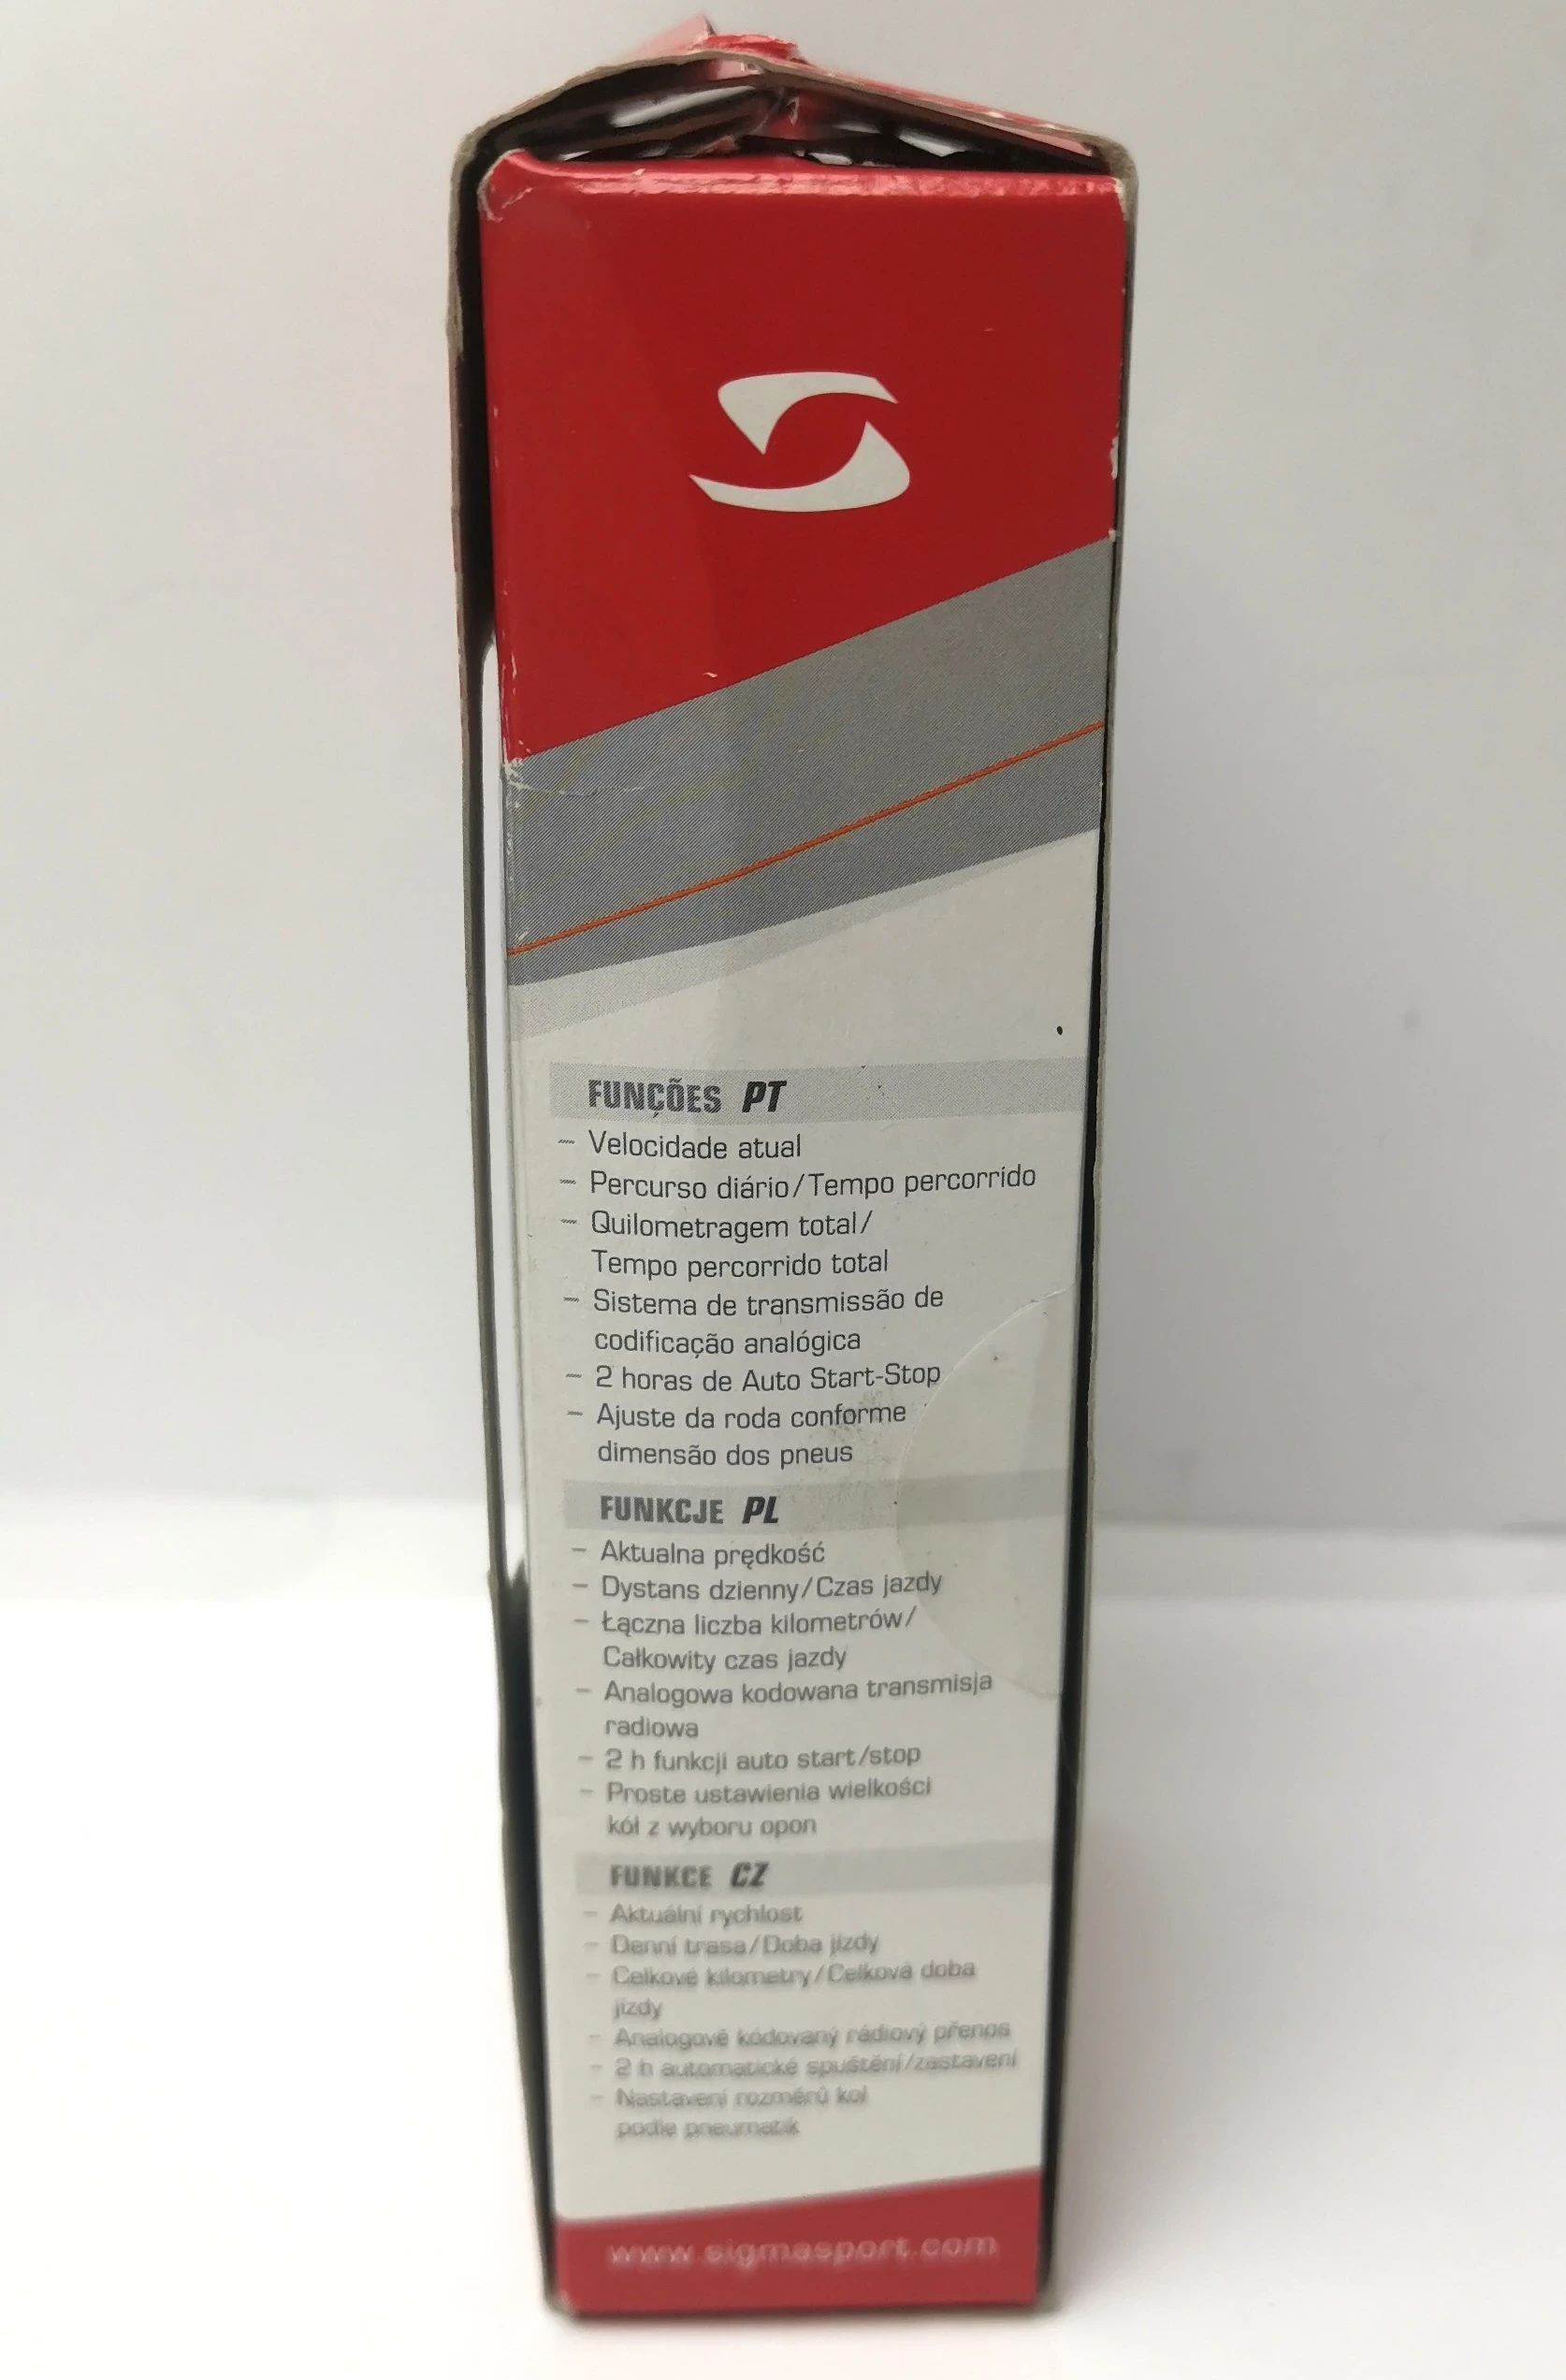 FUNÇÕES PT
– Velocidade atual
– Percurso diário/Tempo percorrido
– Quilometragem total/
Tempo percorrido total
– Sistema de transmissão de
codificação analógica
– 2 horas de Auto Start-Stop
– Ajuste da roda conforme
dimensão dos pneus
FUNKCJE PL
– Aktualna prędkość
– Dystans dzienny/Czas jazdy
– Łączna liczba kilometrów/
Całkowity czas jazdy
– Analogowa kodowana transmisja
radiowa
– 2 h funkcji auto start/stop
– Proste ustawienia wielkości
kół z wyboru opon
FUNKCE CZ
– Aktuální rychlost
– Denní trasa/Doba jízdy
– Celkové kilometry/Celková doba
jízdy
– Analogově kódovaný rádiový přenos
– 2 h automatické spuštění/zastavení
– Nastavení rozměrů kol
podle pneumatik
www.sigmasport.com